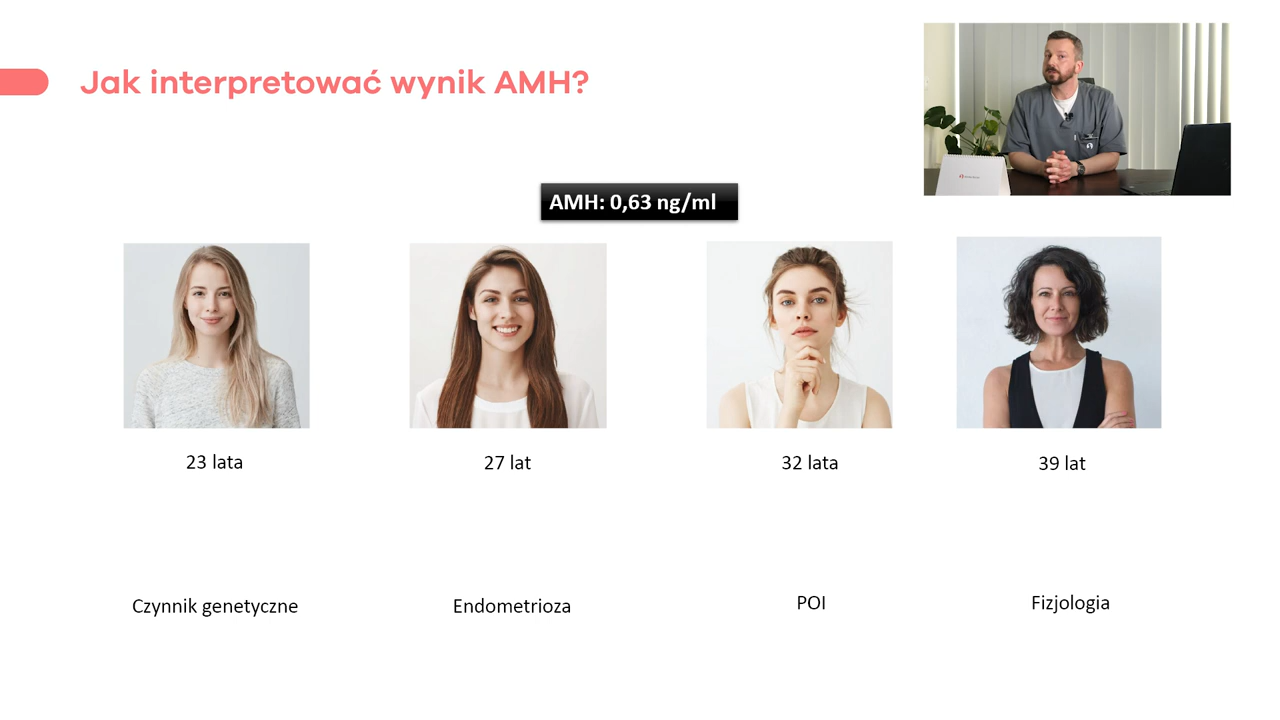 Jak interpretować wynik AMH?
AMH: 0,63 ng/ml
23 lata
27 lat
32 lata
39 lat
Czynnik genetyczne
Endometrioza
POI
Fizjologia